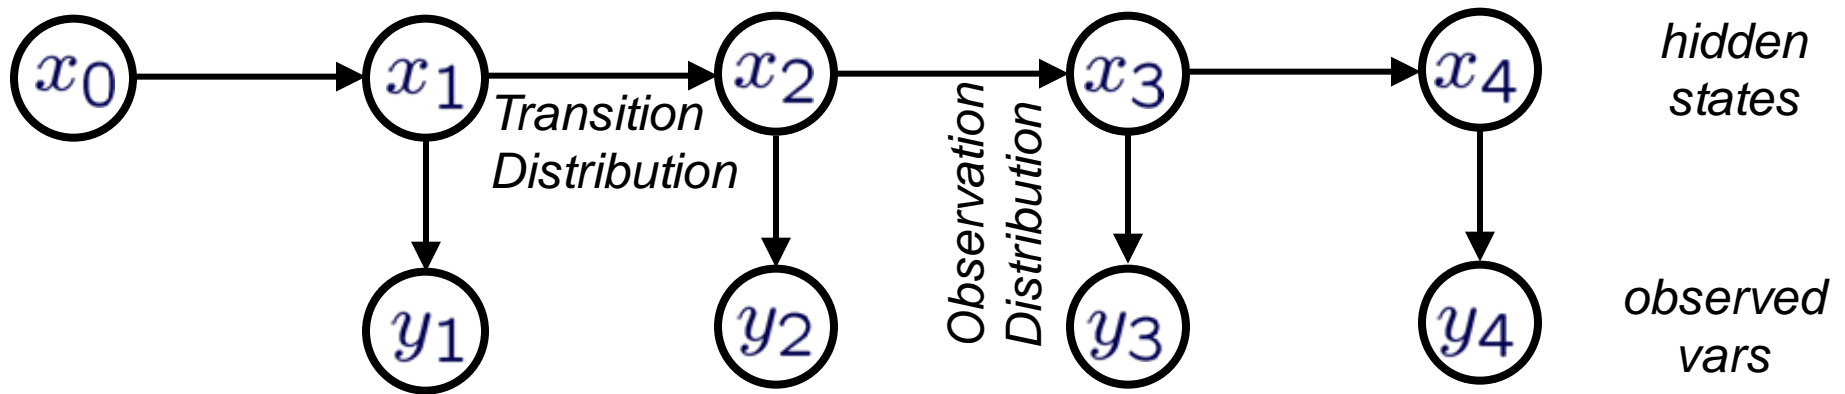 x0 x1 x2 x3 x4
hidden
states
Transition
Distribution
Observation
Distribution
y1 y2 y3 y4
observed
vars